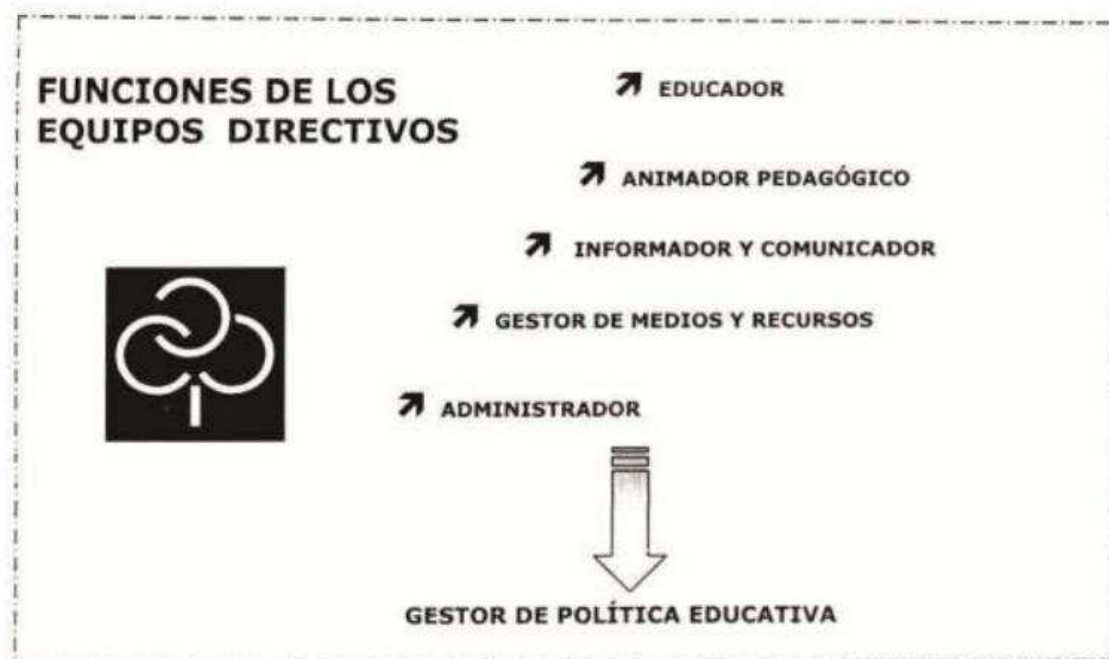 FUNCIONES DE LOS
EQUIPOS DIRECTIVOS
EDUCADOR
ANIMADOR PEDAGÓGICO
INFORMADOR Y COMUNICADOR
GESTOR DE MEDIOS Y RECURSOS
ADMINISTRADOR
GESTOR DE POLÍTICA EDUCATIVA